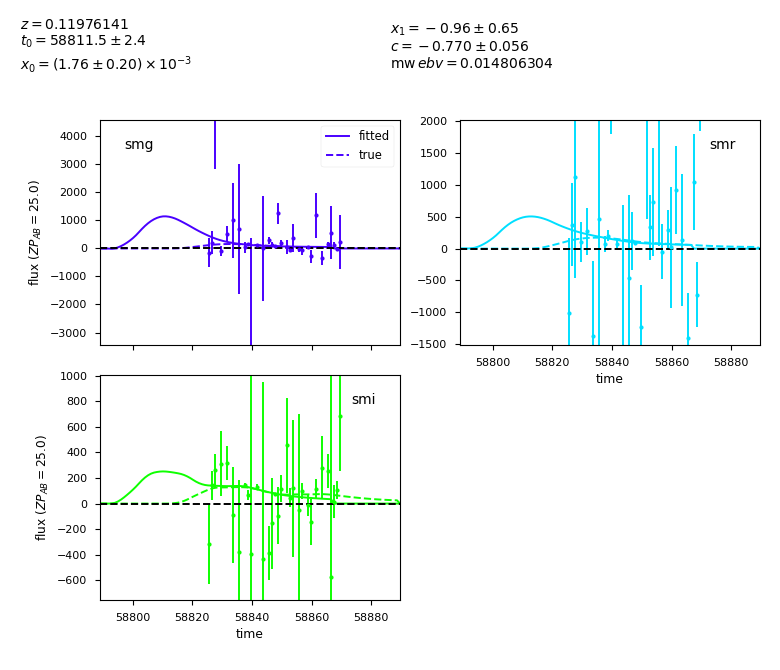 z = 0.11976141
t0 = 58811.5 ± 2.4
x0 = (1.76 ± 0.20) × 10^−3
x1 = −0.96 ± 0.65
c = −0.770 ± 0.056
mw ebv = 0.014806304
smg
fitted
true
4000
3000
2000
1000
0
−1000
−2000
−3000
flux (ZP_AB = 25.0)
smr
2000
1500
1000
500
0
−500
−1000
−1500
58800 58820 58840 58860 58880
time
smi
1000
800
600
400
200
0
−200
−400
−600
flux (ZP_AB = 25.0)
58800 58820 58840 58860 58880
time